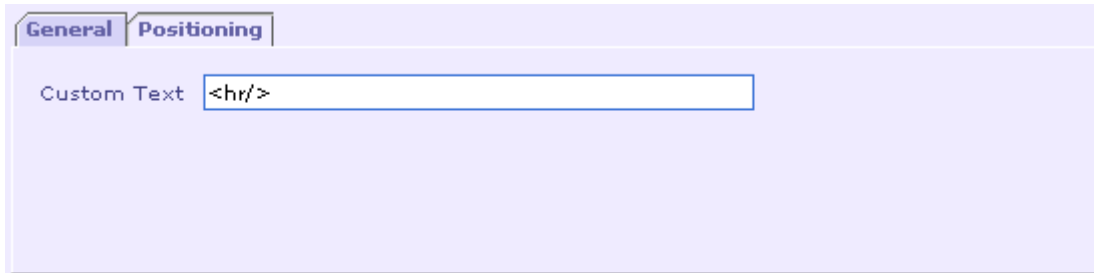 General Positioning
Custom Text <hr/>